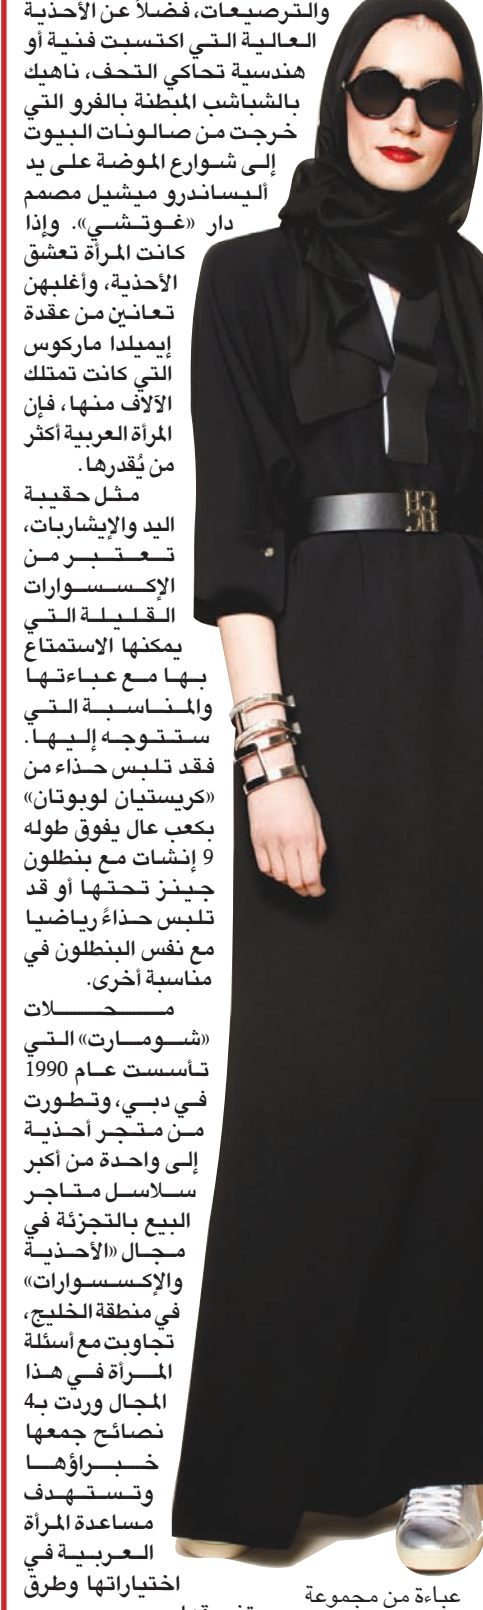 والترصيعات، فضلاً عن الأحذية
العالية التي اكتسبت فنية أو
هندسية تحاكي التحف، ناهيك
بالشباشب المبطنة بالفرو التي
خرجت من صالونات البيوت
إلى شوارع الموضة على يد
أليساندرو ميشيل مصمم
دار «غوتشي». وإذا
كانت المرأة تعشق
الأحذية، وأغلبهن
تعانين من عقدة
إيميلدا ماركوس
التي كانت تمتلك
الآلاف منها، فإن
المرأة العربية أكثر
من يُقدرها.
مثل حقيبة
اليد والإيشاربات،
تعتبر من
الإكسسوارات
القليلة التي
يمكنها الاستمتاع
بها مع عباءتها
والمناسبة التي
ستتوجه إليها.
فقد تلبس حذاء من
«كريستيان لوبوتان»
بكعب عال يفوق طوله
9 إنشات مع بنطلون
جينز تحتها أو قد
تلبس حذاءً رياضيا
مع نفس البنطلون في
مناسبة أخرى.
محلات
«شومارت» التي
تأسست عام 1990
في دبي، وتطورت
من متجر أحذية
إلى واحدة من أكبر
سلاسل متاجر
البيع بالتجزئة في
مجال «الأحذية
والإكسسوارات»
في منطقة الخليج،
تجاوبت مع أسئلة
المرأة في هذا
المجال وردت بـ4
نصائح جمعها
خبراؤها
وتستهدف
مساعدة المرأة
العربية في
اختياراتها وطرق
عباءة من مجموعة